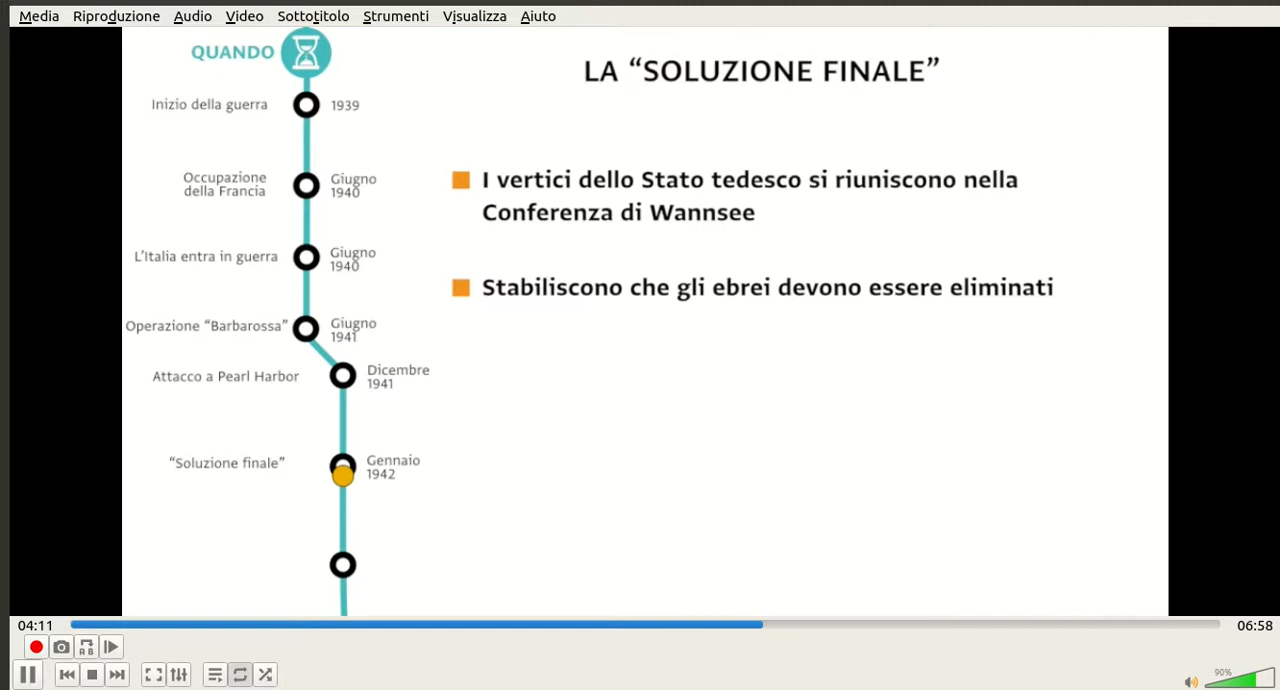 Media Riproduzione Audio Video Sottotitolo Strumenti Visualizza Aiuto
QUANDO
LA “SOLUZIONE FINALE”
Inizio della guerra 1939
Occupazione
della Francia
Giugno
1940
L’Italia entra in guerra
Giugno
1940
Operazione “Barbarossa”
Giugno
1941
Attacco a Pearl Harbor
Dicembre
1941
“Soluzione finale”
Gennaio
1942
I vertici dello Stato tedesco si riuniscono nella
Conferenza di Wannsee
Stabiliscono che gli ebrei devono essere eliminati
04:11 06:58
A B
90%